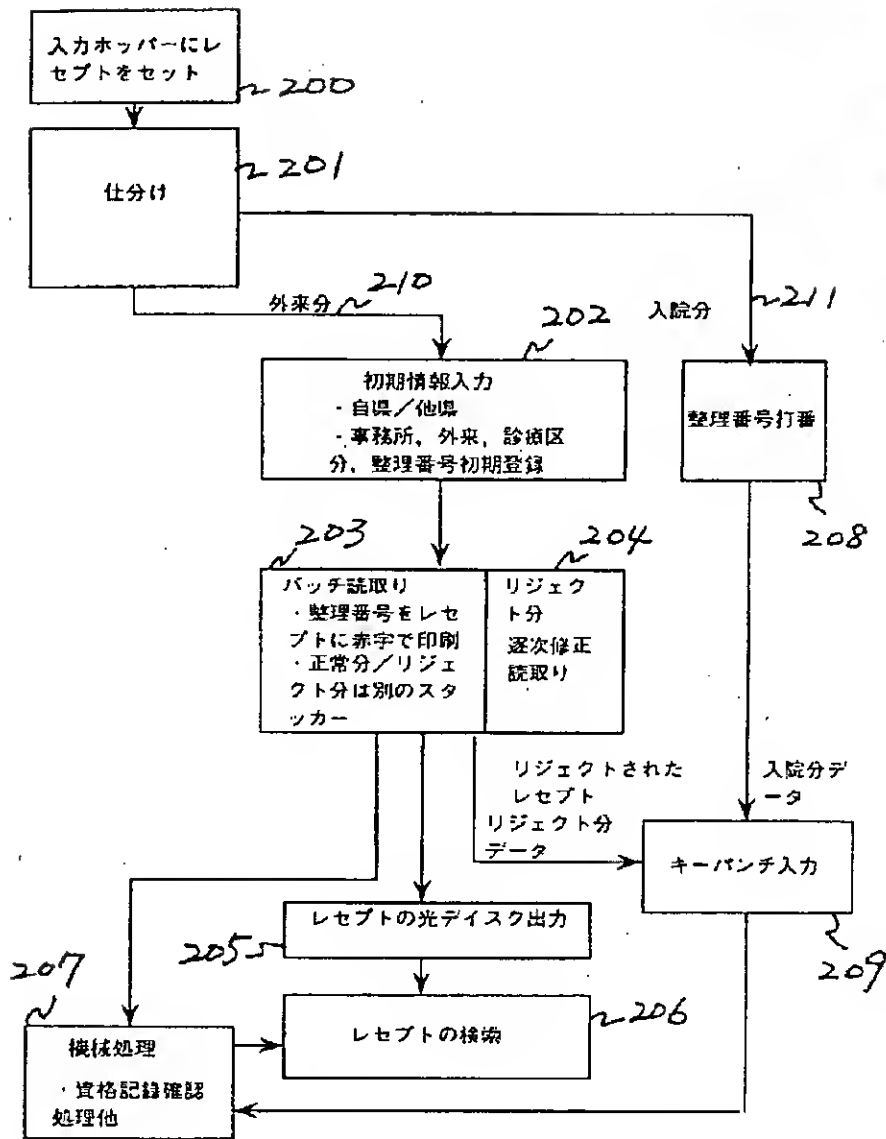 入力ホッパーにレ
セプトをセット
200
仕分け
201
外来分
210
入院分
211
202
初期情報入力
・自県／他県
・事務所，外来，診療区
分，整理番号初期登録
整理番号打番
208
203
204
バッチ読取り
・整理番号をレセ
プトに赤字で印刷
・正常分／リジェ
クト分は別のスタ
ッカー
リジェク
ト分
逐次修正
読取り
リジェクトされた
レセプト
リジェクト分
データ
入院分デ
ータ
キーパンチ入力
209
レセプトの光ディスク出力
205
207
レセプトの検索
206
機械処理
・資格記録確認
処理他